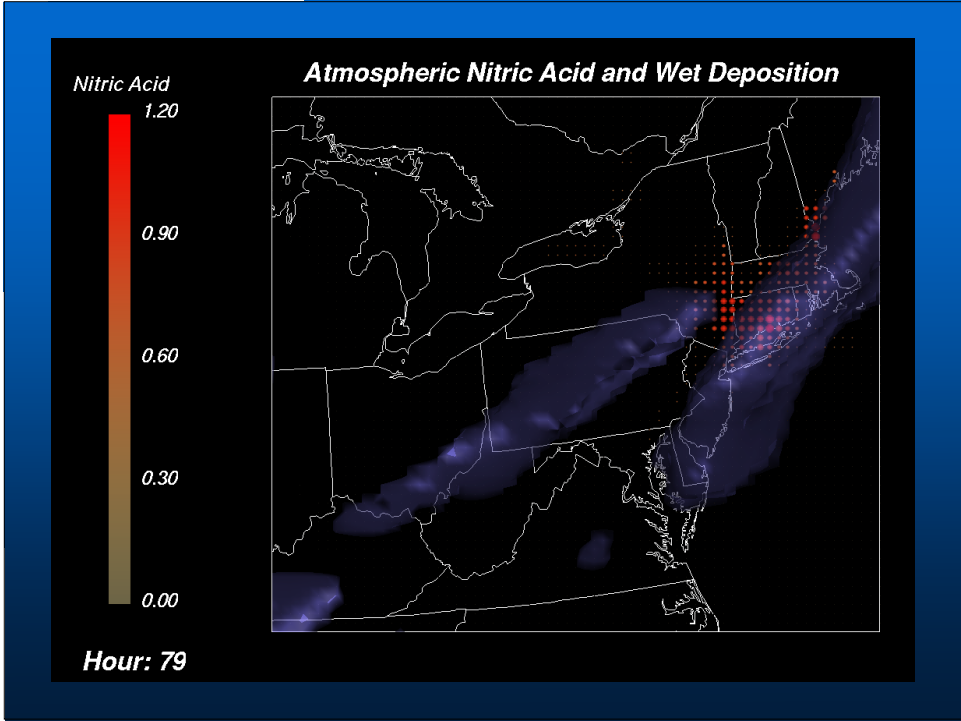 Atmospheric Nitric Acid and Wet Deposition
Nitric Acid
1.20
0.90
0.60
0.30
0.00
Hour: 79